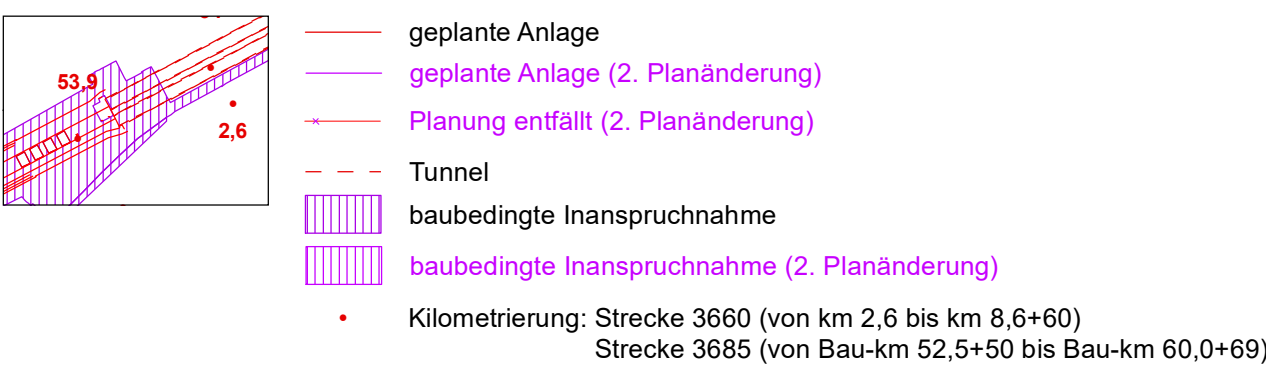 53,9
2,6
geplante Anlage
geplante Anlage (2. Planänderung)
Planung entfällt (2. Planänderung)
Tunnel
baubedingte Inanspruchnahme
baubedingte Inanspruchnahme (2. Planänderung)
Kilometrierung: Strecke 3660 (von km 2,6 bis km 8,6+60)
Strecke 3685 (von Bau-km 52,5+50 bis Bau-km 60,0+69)